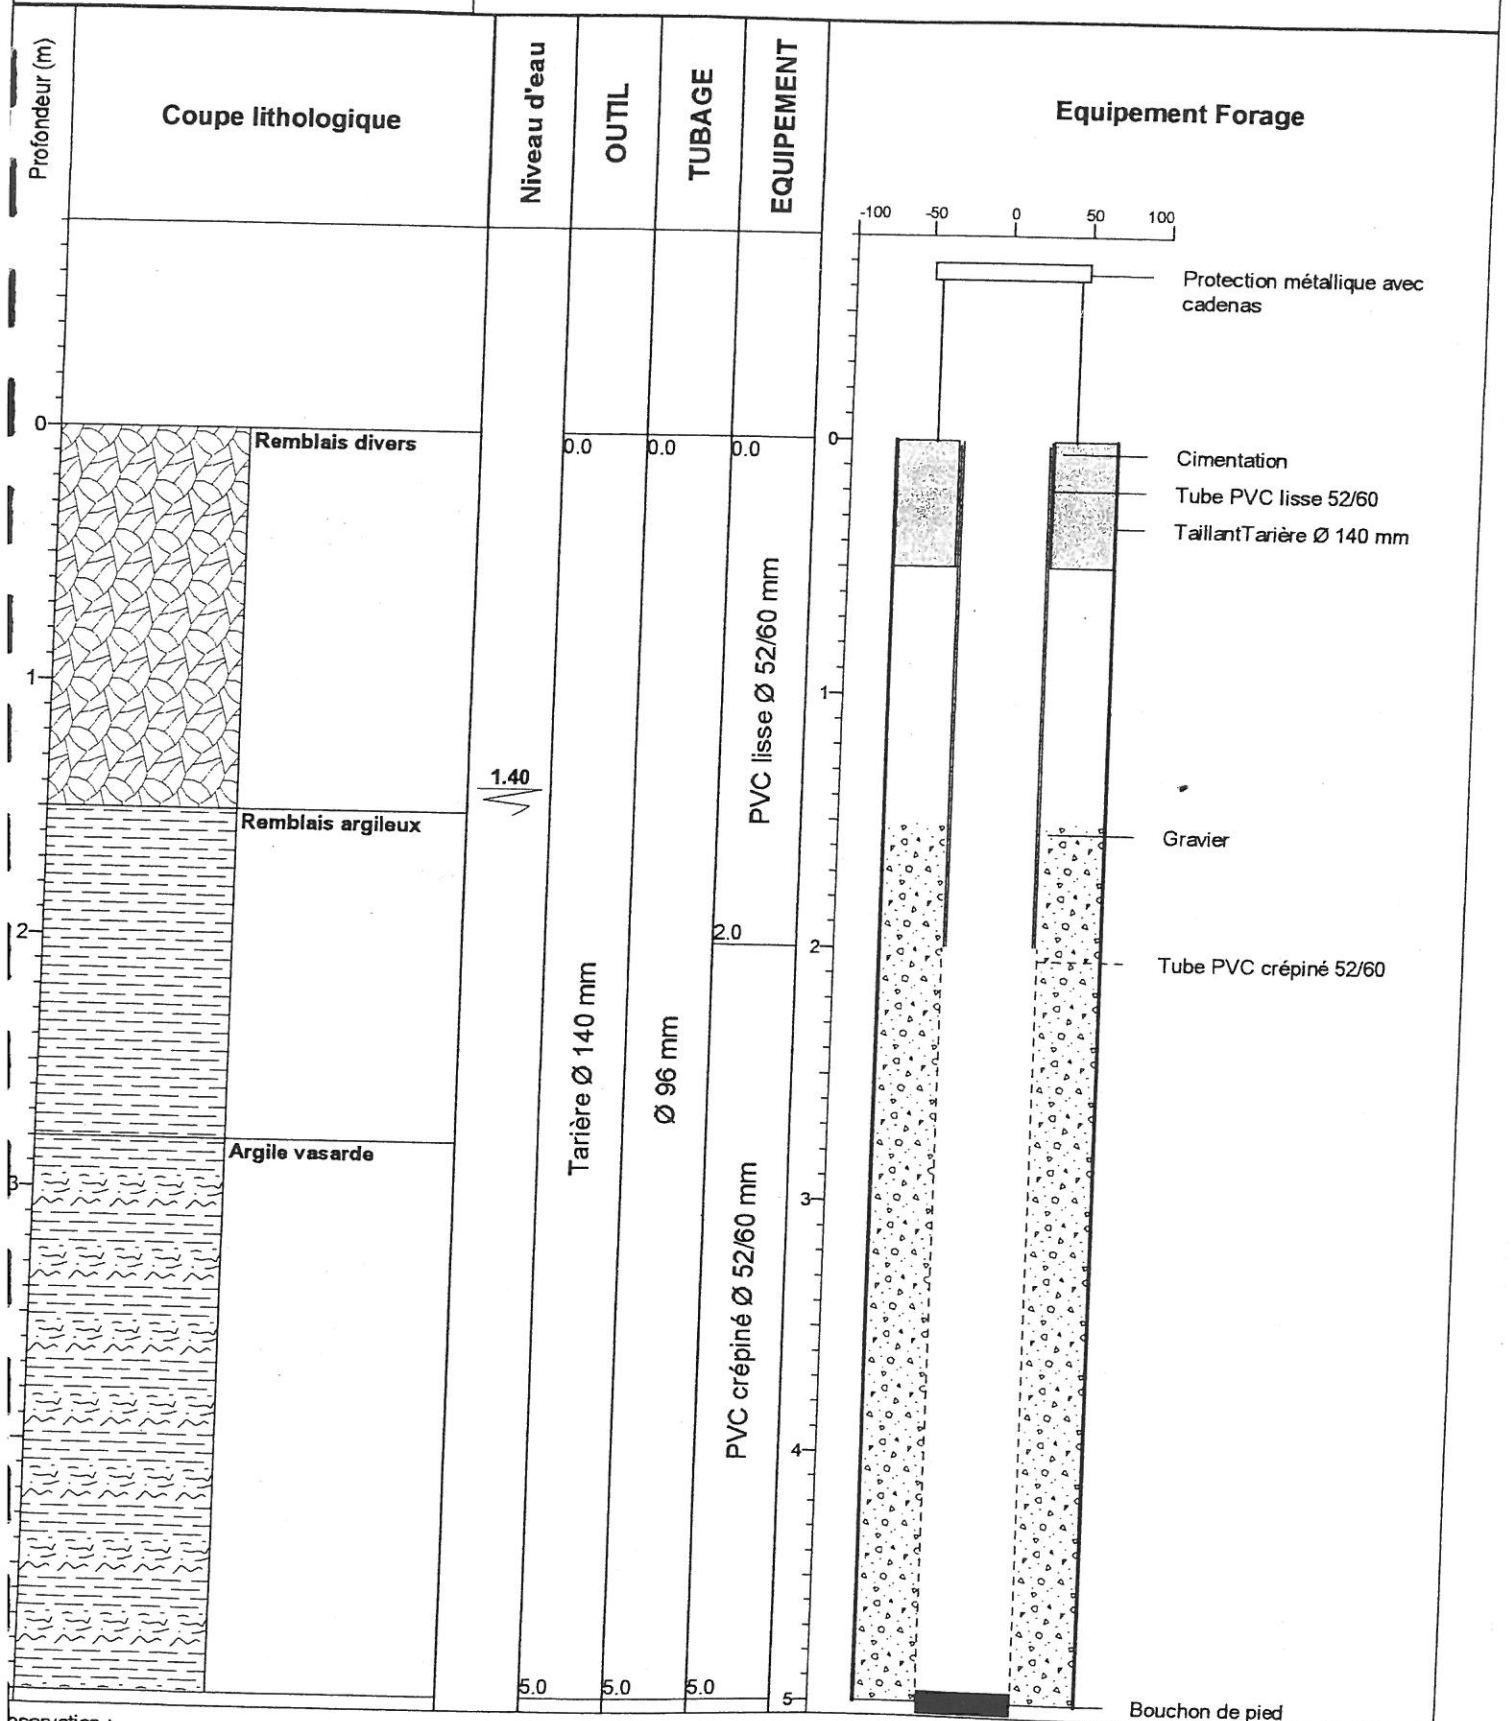 Profondeur (m)
Coupe lithologique
Niveau d'eau
OUTIL
TUBAGE
EQUIPEMENT
Equipement Forage
-100 -50 0 50 100
Protection métallique avec
cadenas
0
Remblais divers
0.0
0.0
0.0
0
Cimentation
Tube PVC lisse 52/60
TaillantTarière Ø 140 mm
PVC lisse Ø 52/60 mm
1
1
1.40
Remblais argileux
Gravier
2
2.0
2
Tube PVC crépiné 52/60
Tarière Ø 140 mm
Ø 96 mm
PVC crépiné Ø 52/60 mm
Argile vasarde
3
3
4
5.0
5.0
5.0
5
Bouchon de pied